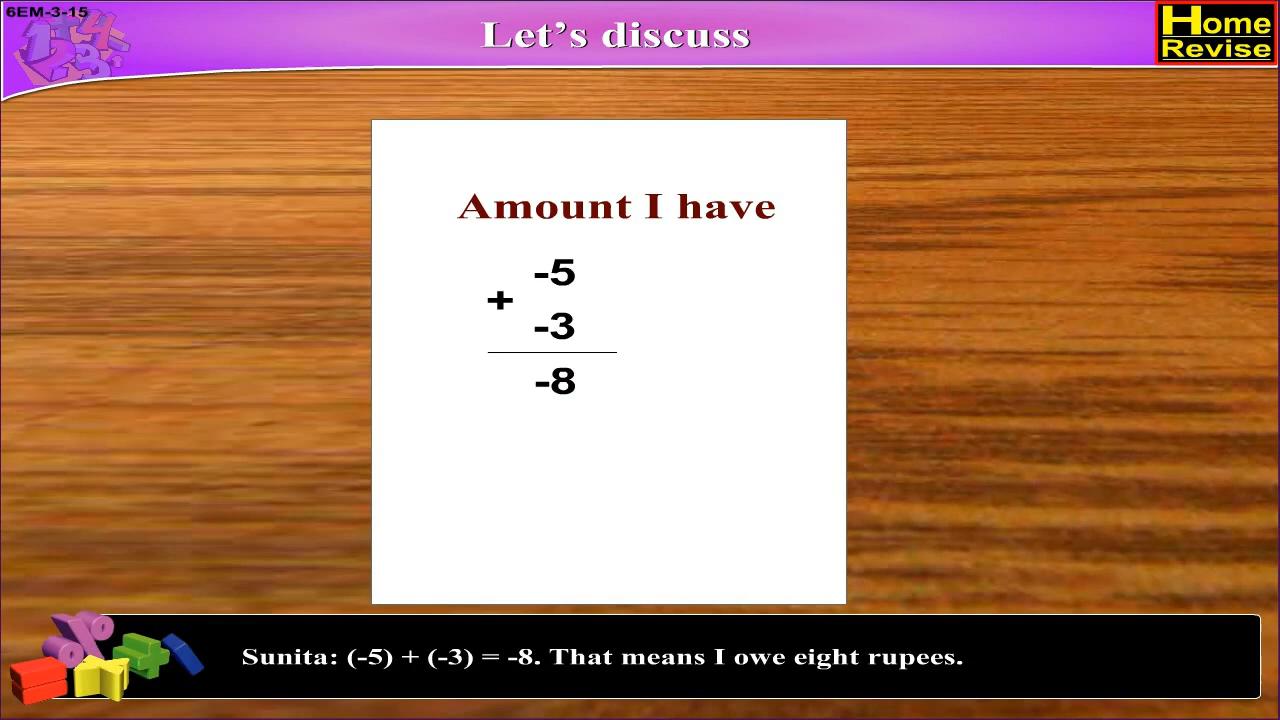 6EM-3-15
Let's discuss
Home
Revise
Amount I have
-5
+
-3
-8
Sunita: (-5) + (-3) = -8. That means I owe eight rupees.